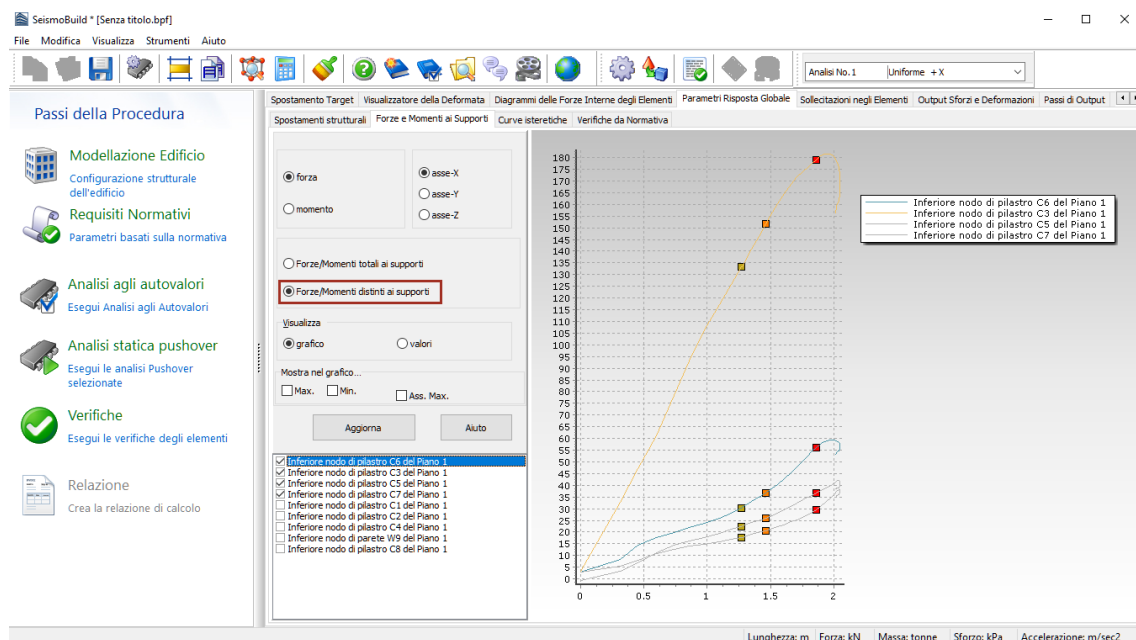 SeismoBuild * [Senza titolo.bpf]
File Modifica Visualizza Strumenti Aiuto
Analisi No.1 Uniforme +X
Passi della Procedura
Modellazione Edificio
Configurazione strutturale
dell'edificio
Requisiti Normativi
Parametri basati sulla normativa
Analisi agli autovalori
Esegui Analisi agli Autovalori
Analisi statica pushover
Esegui le analisi Pushover
selezionate
Verifiche
Esegui le verifiche degli elementi
Relazione
Crea la relazione di calcolo
Spostamento Target Visualizzatore della Deformata Diagrammi delle Forze Interne degli Elementi Parametri Risposta Globale Sollecitazioni negli Elementi Output Sforzi e Deformazioni Passi di Output
Spostamenti strutturali Forze e Momenti ai Supporti Curve isteretiche Verifiche da Normativa
forza
momento
asse-X
asse-Y
asse-Z
Forze/Momenti totali ai supporti
Forze/Momenti distinti ai supporti
Visualizza
grafico valori
Mostra nel grafico...
Max. Min. Ass. Max.
Aggiorna Aiuto
Inferiore nodo di pilastro C6 del Piano 1
Inferiore nodo di pilastro C3 del Piano 1
Inferiore nodo di pilastro C5 del Piano 1
Inferiore nodo di pilastro C7 del Piano 1
Inferiore nodo di pilastro C1 del Piano 1
Inferiore nodo di pilastro C2 del Piano 1
Inferiore nodo di pilastro C4 del Piano 1
Inferiore nodo di parete W9 del Piano 1
Inferiore nodo di pilastro C8 del Piano 1
180
175
170
165
160
155
150
145
140
135
130
125
120
115
110
105
100
95
90
85
80
75
70
65
60
55
50
45
40
35
30
25
20
15
10
5
0
0 0.5 1 1.5 2
Inferiore nodo di pilastro C6 del Piano 1
Inferiore nodo di pilastro C3 del Piano 1
Inferiore nodo di pilastro C5 del Piano 1
Inferiore nodo di pilastro C7 del Piano 1
Lunghezza: m Forza: kN Massa: tonne Sforzo: kPa Accelerazione: m/sec2